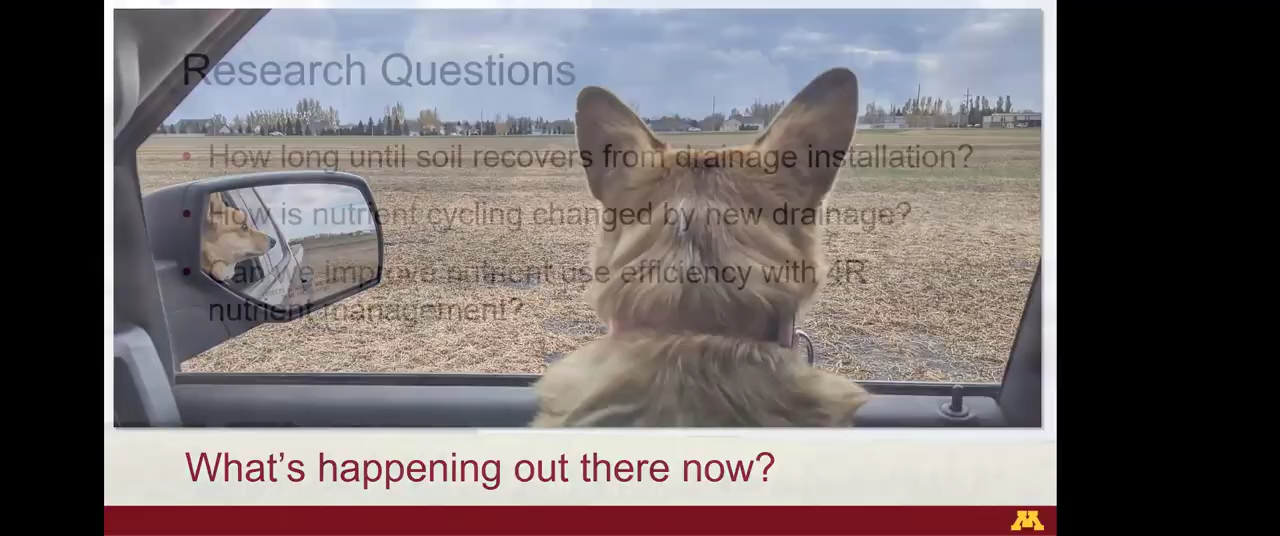 Research Questions
• How long until soil recovers from drainage installation?
• How is nutrient cycling changed by new drainage?
• Can we improve nutrient use efficiency with 4R
nutrient management?
What's happening out there now?
M